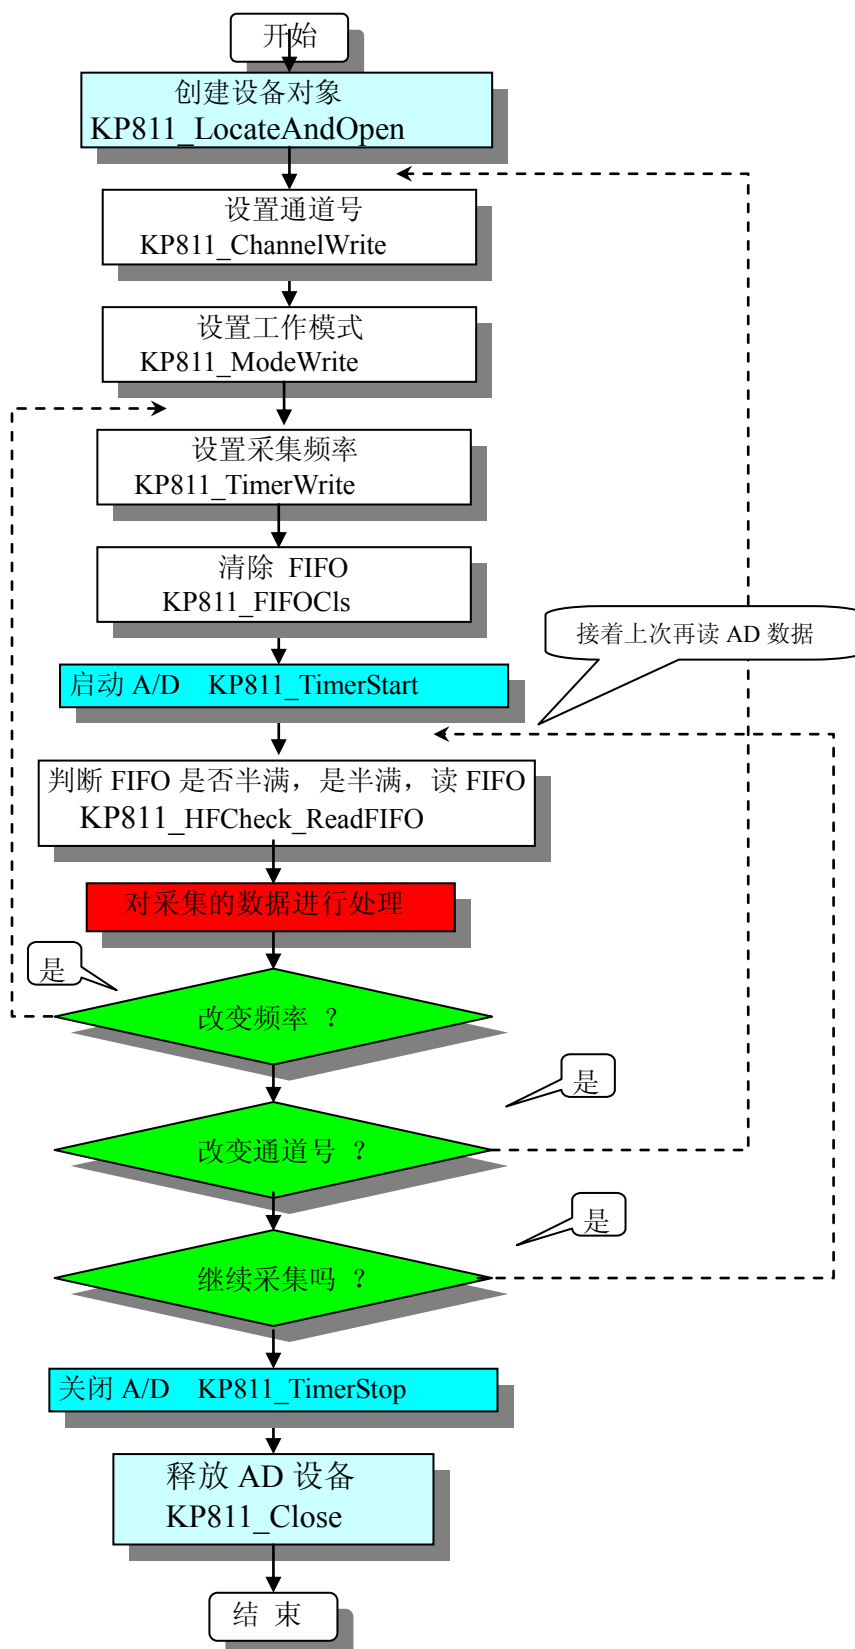 开始
创建设备对象
KP811_LocateAndOpen
设置通道号
KP811_ChannelWrite
设置工作模式
KP811_ModeWrite
设置采集频率
KP811_TimerWrite
清除 FIFO
KP811_FIFOCls
接着上次再读 AD 数据
启动 A/D KP811_TimerStart
判断 FIFO 是否半满，是半满，读 FIFO
KP811_HFCheck_ReadFIFO
对采集的数据进行处理
是
改变频率 ？
是
改变通道号 ？
是
继续采集吗 ？
关闭 A/D KP811_TimerStop
释放 AD 设备
KP811_Close
结 束